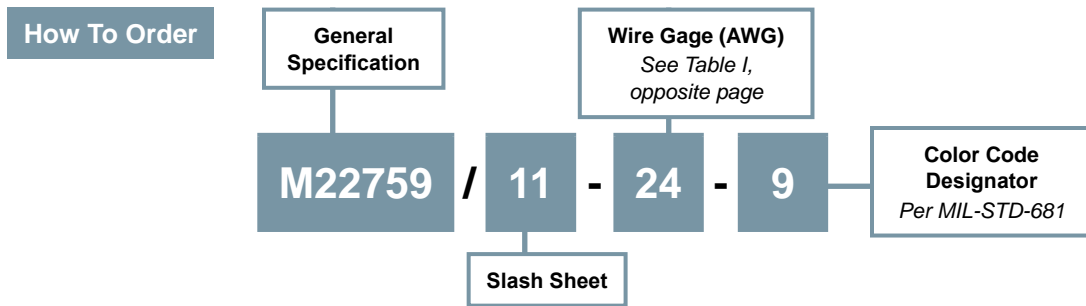 How To Order
General
Specification
Wire Gage (AWG)
See Table I,
opposite page
M22759 / 11 - 24 - 9
Color Code
Designator
Per MIL-STD-681
Slash Sheet